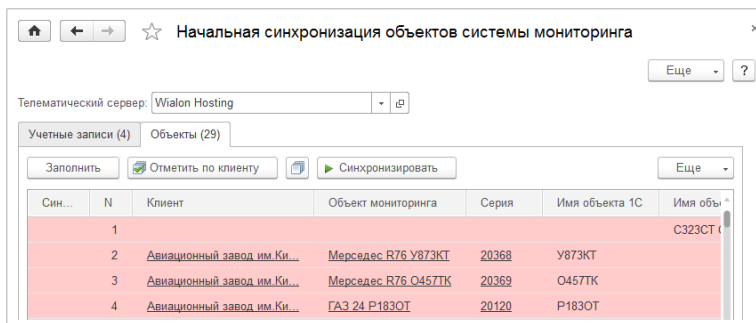 Начальная синхронизация объектов системы мониторинга
Еще ?
Телематический сервер: Wialon Hosting
Учетные записи (4) Объекты (29)
Заполнить Отметить по клиенту Синхронизировать Еще
Син... N Клиент Объект мониторинга Серия Имя объекта 1С Имя объ
1 С323СТ
2 Авиационный завод им.Ки... Мерседес R76 У873КТ 20368 У873КТ
3 Авиационный завод им.Ки... Мерседес R76 О457ТК 20369 О457ТК
4 Авиационный завод им.Ки... ГАЗ 24 Р183ОТ 20120 Р183ОТ